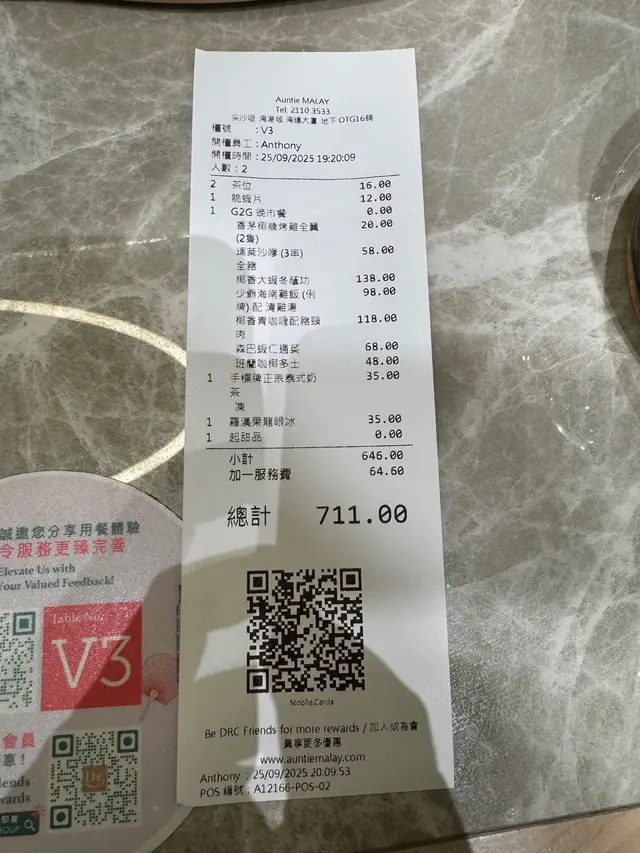 Auntie MALAY
Tel: 2110 3533
尖沙咀 海港城 海運大廈 地下 OTG16舖
檯號 : V3
開檯員工 : Anthony
開檯時間 : 25/09/2025 19:20:09
人數 : 2
2 茶位 16.00
1 脆蝦片 12.00
1 G2G 晚市餐 0.00
香茅椰糖烤雞全翼 20.00
(2隻)
瑪萊沙嗲 (3串) 58.00
全豬
椰香大蝦冬蔭功 138.00
少爺海南雞飯 (例 98.00
牌) 配 清雞湯
椰香青咖喱配豬頸 118.00
肉
森巴蝦仁通菜 68.00
班蘭咖椰多士 48.00
1 手標牌正宗泰式奶 35.00
茶
凍
1 羅漢果龍眼冰 35.00
1 起甜品 0.00
小計 646.00
加一服務費 64.60
總計 711.00
Mobile,Cards
Be DRC Friends for more rewards / 加入成為會
員享更多優惠
www.auntiemalay.com
Anthony : 25/09/2025 20:09:53
POS 編號 : A12166-POS-02
誠邀您分享用餐體驗
令服務更臻完善
Elevate Us with
Your Valued Feedback!
Table No.
V3
會員
惠!
iends
wards
GROUP